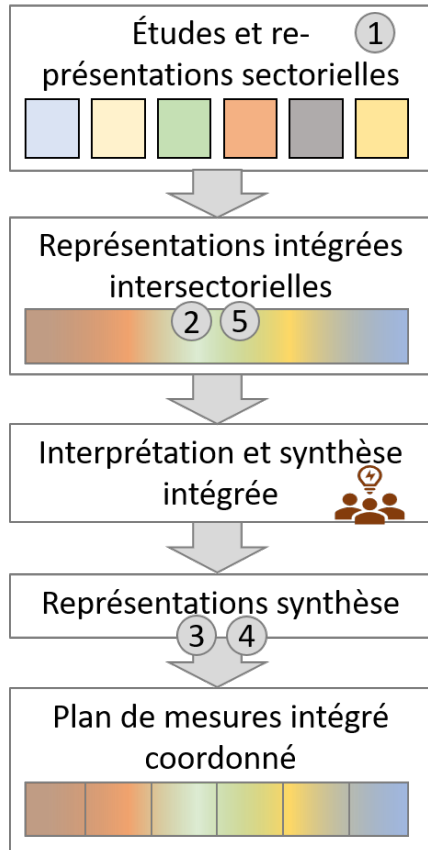 Études et re- 1
présentations sectorielles
Représentations intégrées
intersectorielles
2 5
Interprétation et synthèse
intégrée
Représentations synthèse
3 4
Plan de mesures intégré
coordonné